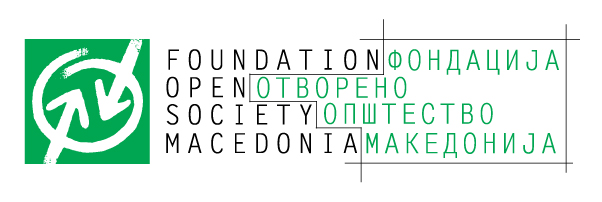 FOUNDATION ФОНДАЦИЈА
OPEN ОТВОРЕНО
SOCIETY ОПШТЕСТВО
MACEDONIA МАКЕДОНИЈА